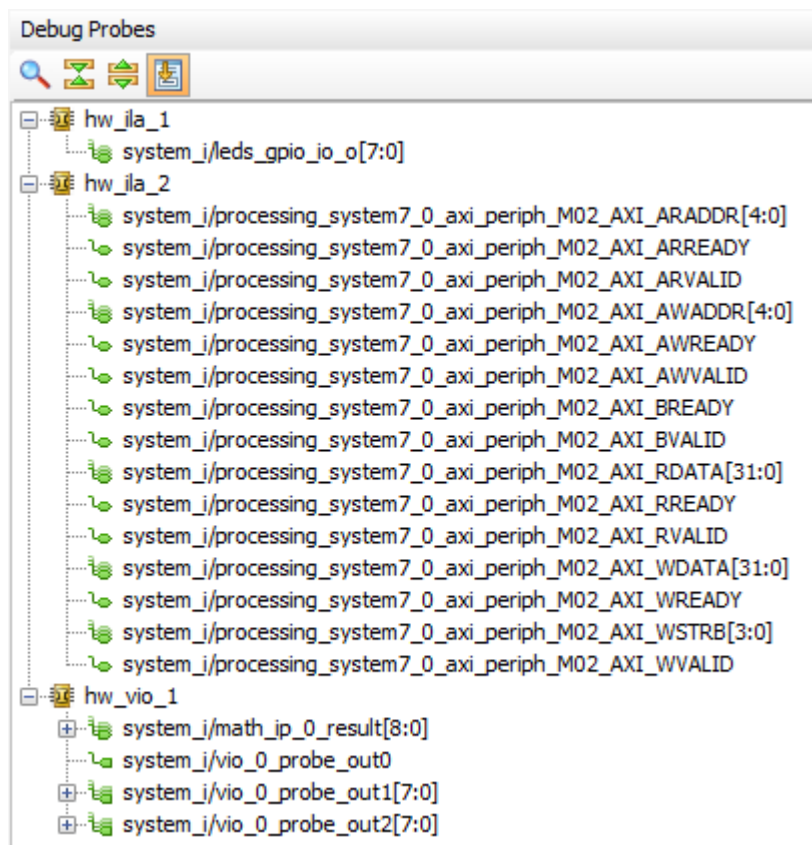 Debug Probes
hw_ila_1
system_i/leds_gpio_io_o[7:0]
hw_ila_2
system_i/processing_system7_0_axi_periph_M02_AXI_ARADDR[4:0]
system_i/processing_system7_0_axi_periph_M02_AXI_ARREADY
system_i/processing_system7_0_axi_periph_M02_AXI_ARVALID
system_i/processing_system7_0_axi_periph_M02_AXI_AWADDR[4:0]
system_i/processing_system7_0_axi_periph_M02_AXI_AWREADY
system_i/processing_system7_0_axi_periph_M02_AXI_AWVALID
system_i/processing_system7_0_axi_periph_M02_AXI_BREADY
system_i/processing_system7_0_axi_periph_M02_AXI_BVALID
system_i/processing_system7_0_axi_periph_M02_AXI_RDATA[31:0]
system_i/processing_system7_0_axi_periph_M02_AXI_RREADY
system_i/processing_system7_0_axi_periph_M02_AXI_RVALID
system_i/processing_system7_0_axi_periph_M02_AXI_WDATA[31:0]
system_i/processing_system7_0_axi_periph_M02_AXI_WREADY
system_i/processing_system7_0_axi_periph_M02_AXI_WSTRB[3:0]
system_i/processing_system7_0_axi_periph_M02_AXI_WVALID
hw_vio_1
system_i/math_ip_0_result[8:0]
system_i/vio_0_probe_out0
system_i/vio_0_probe_out1[7:0]
system_i/vio_0_probe_out2[7:0]